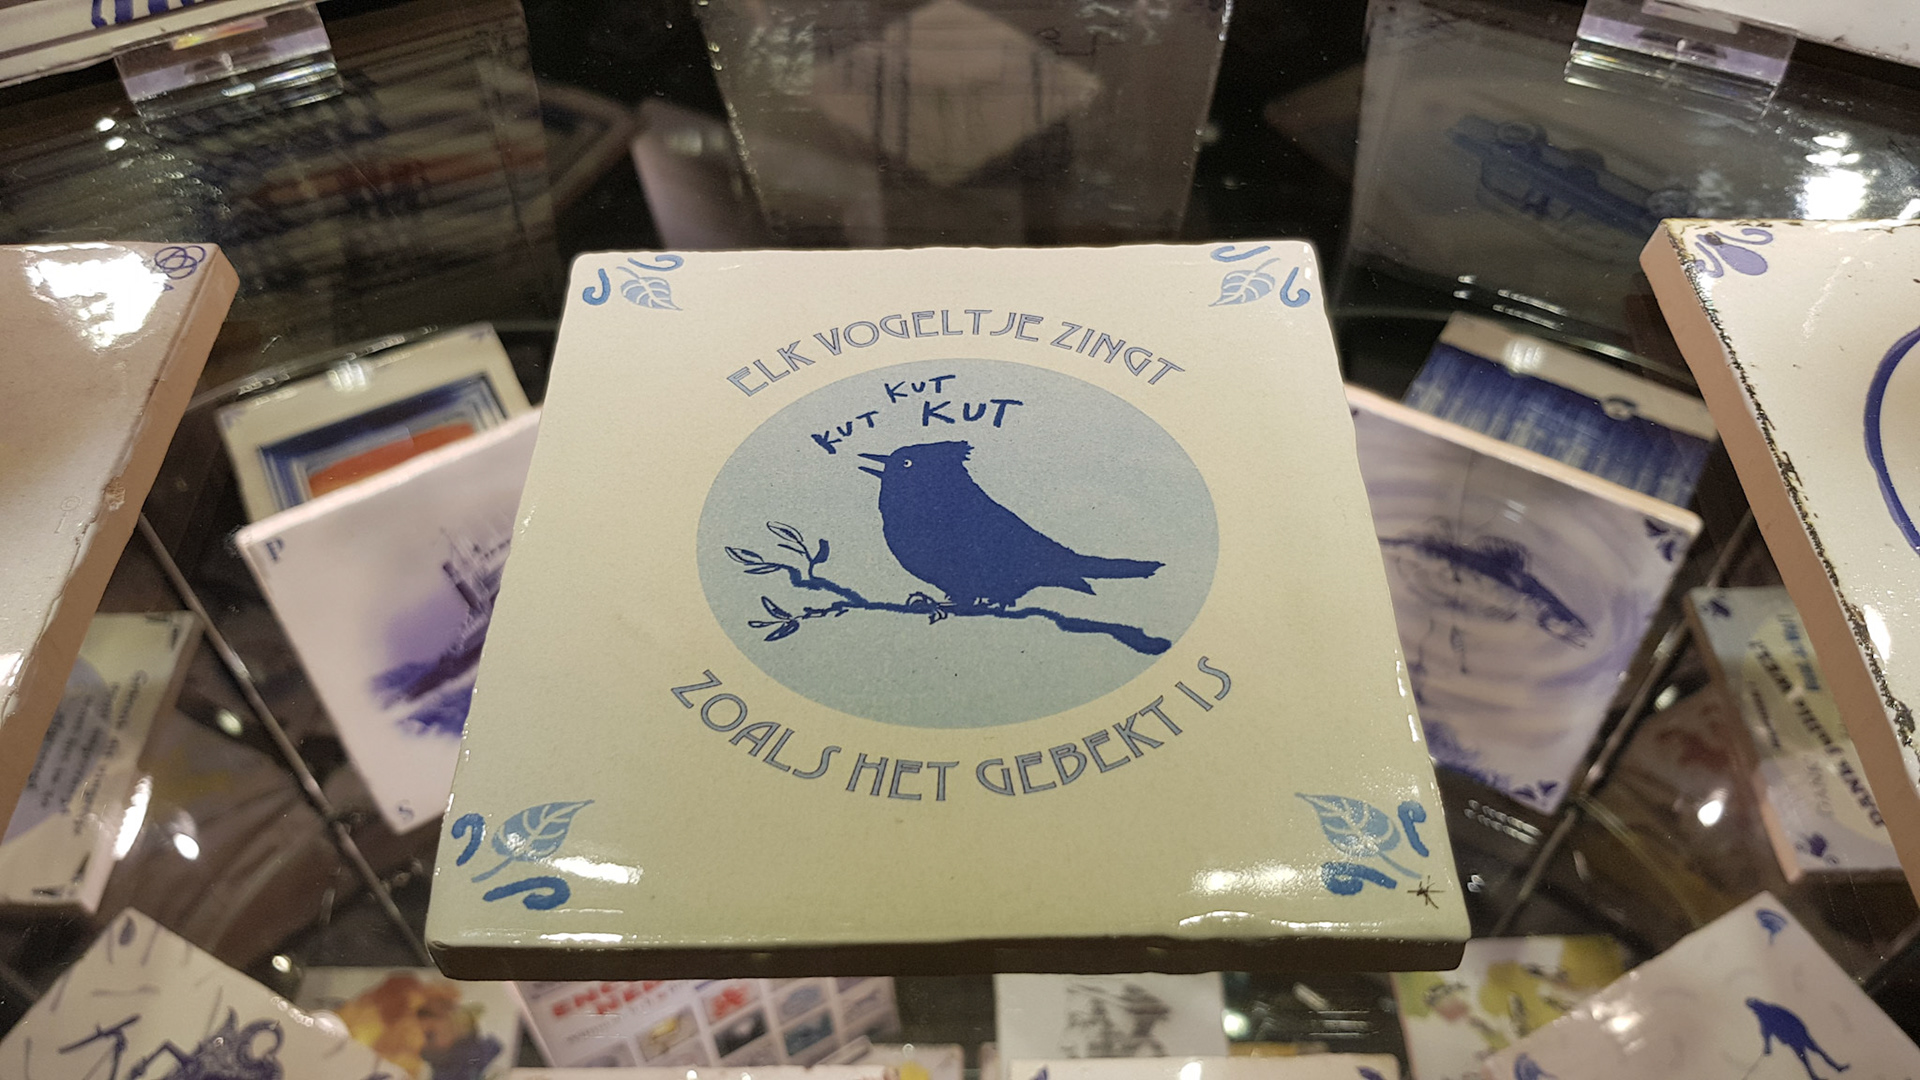 ELK VOGELTJE ZINGT
KUT KUT KUT
ZOALS HET GEBEKT IS